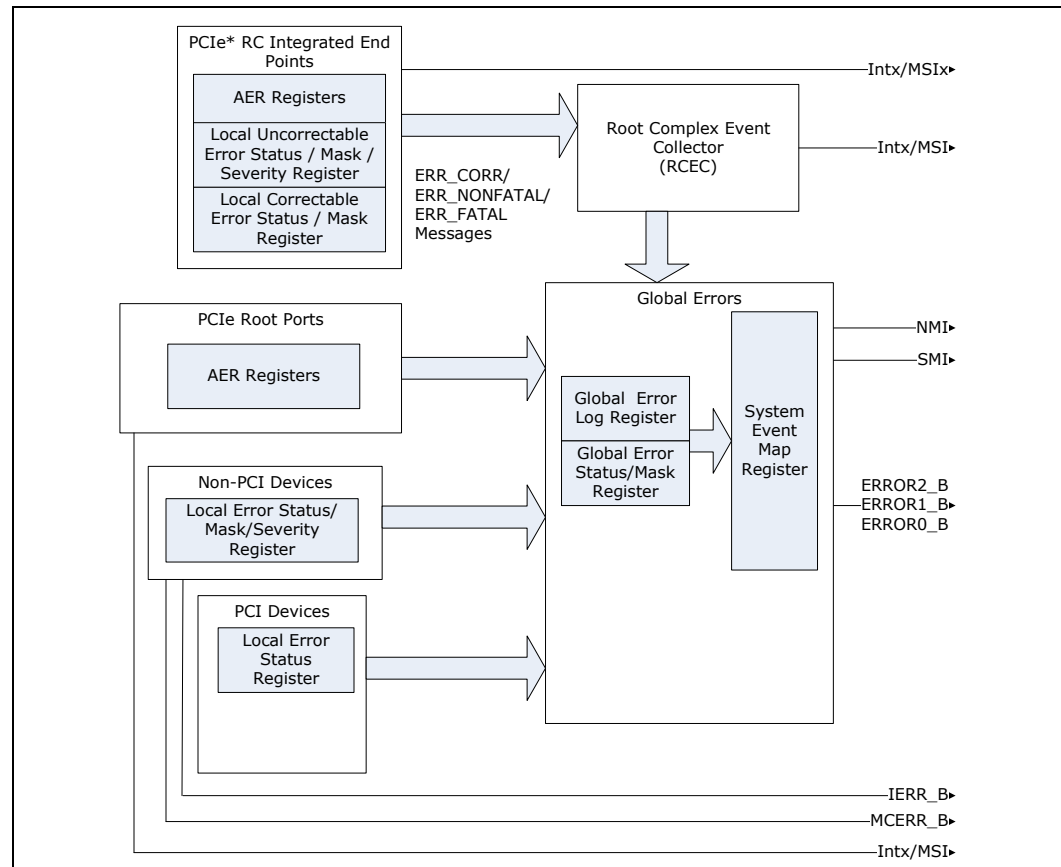 PCIe* RC Integrated End
Points
AER Registers
Local Uncorrectable
Error Status / Mask /
Severity Register
Local Correctable
Error Status / Mask
Register
ERR_CORR/
ERR_NONFATAL/
ERR_FATAL
Messages
Root Complex Event
Collector
(RCEC)
Intx/MSIx
Intx/MSI
PCIe Root Ports
AER Registers
Global Errors
Global Error
Log Register
Global Error
Status/Mask
Register
System
Event
Map
Register
NMI
SMI
ERROR2_B
ERROR1_B
ERROR0_B
Non-PCI Devices
Local Error Status/
Mask/Severity
Register
PCI Devices
Local Error
Status
Register
IERR_B
MCERR_B
Intx/MSI